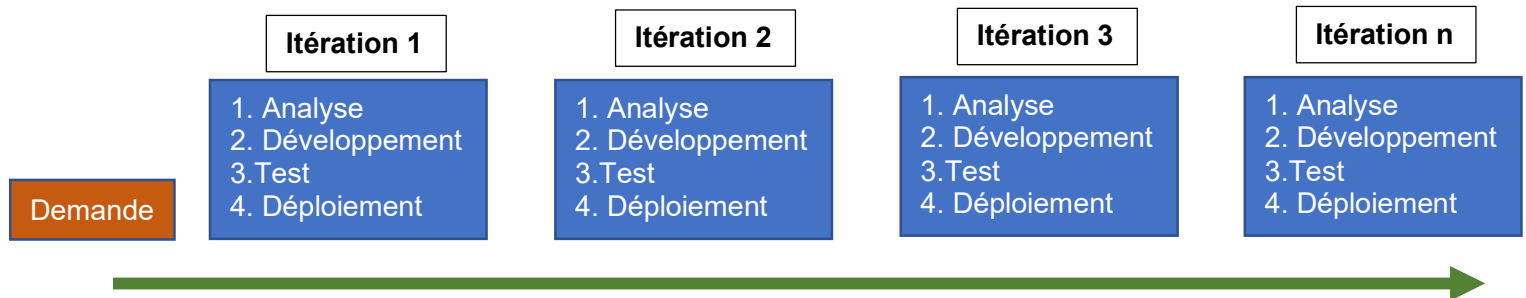 Itération 1
Itération 2
Itération 3
Itération n
1. Analyse
2. Développement
3.Test
4. Déploiement
1. Analyse
2. Développement
3.Test
4. Déploiement
1. Analyse
2. Développement
3.Test
4. Déploiement
1. Analyse
2. Développement
3.Test
4. Déploiement
Demande